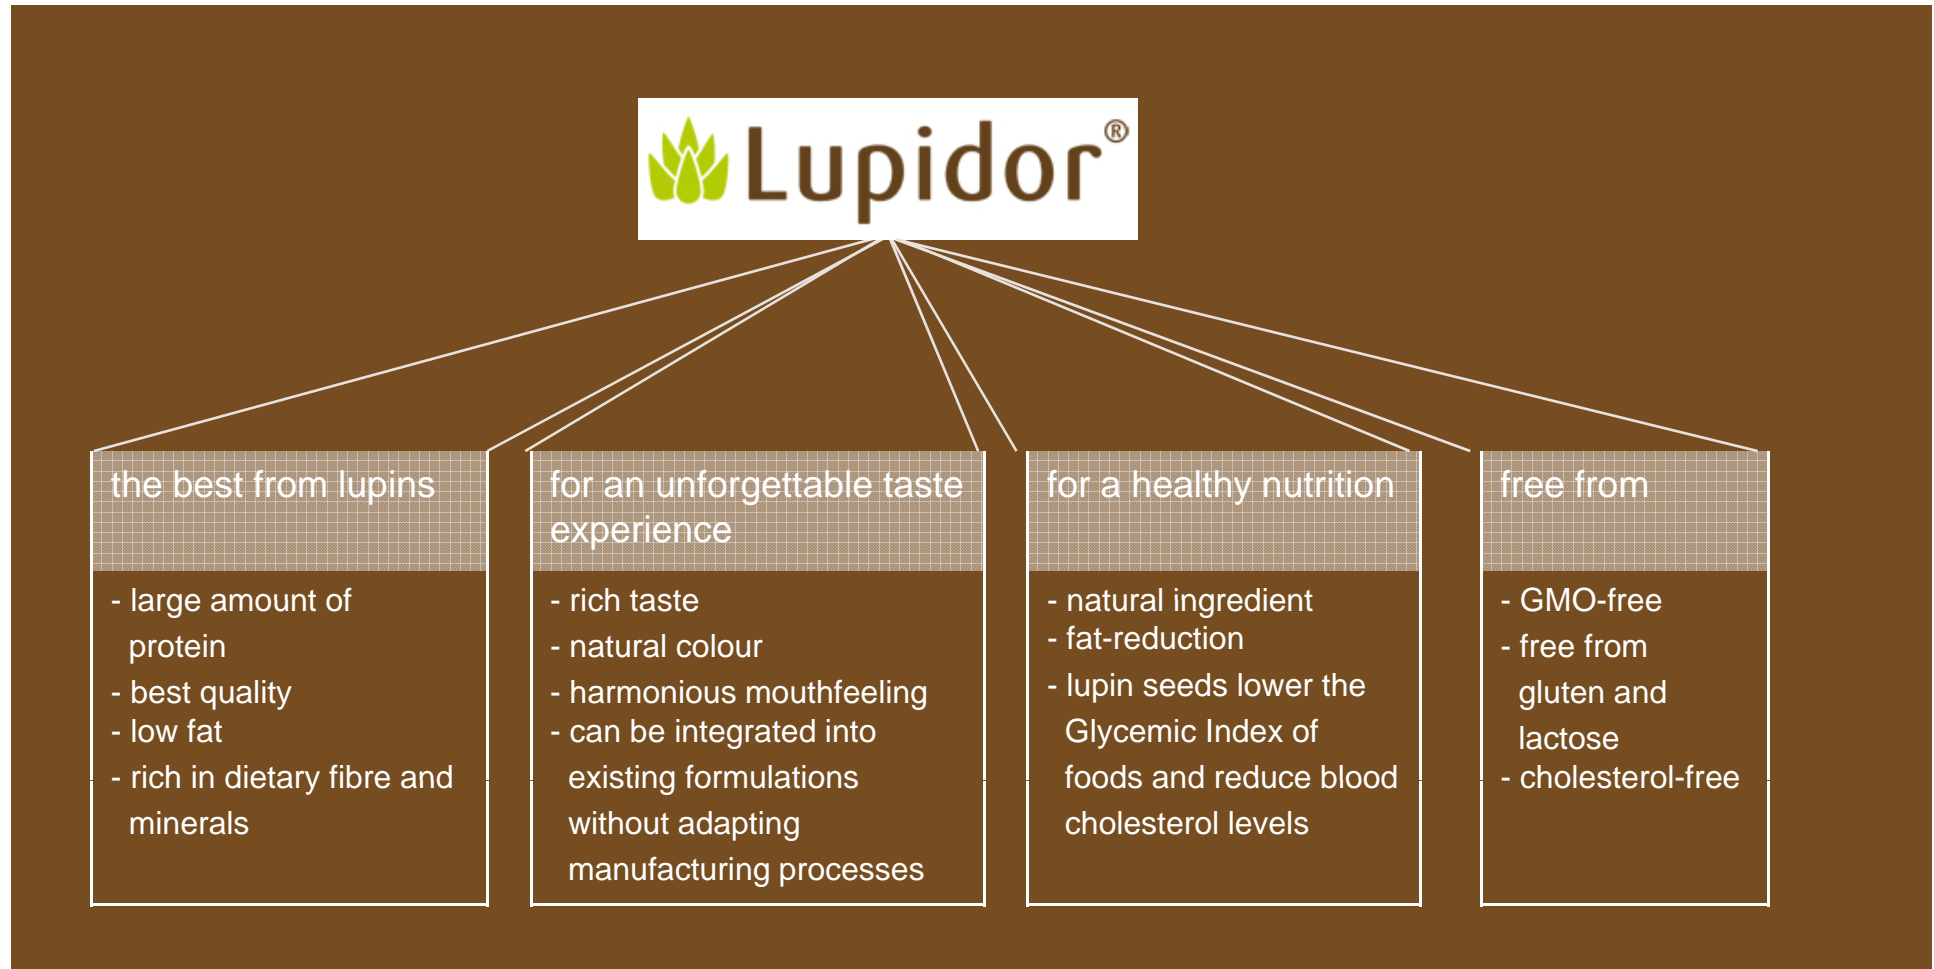 Lupidor®
the best from lupins
- large amount of
protein
- best quality
- low fat
- rich in dietary fibre and
minerals
for an unforgettable taste
experience
- rich taste
- natural colour
- harmonious mouthfeeling
- can be integrated into
existing formulations
without adapting
manufacturing processes
for a healthy nutrition
- natural ingredient
- fat-reduction
- lupin seeds lower the
Glycemic Index of
foods and reduce blood
cholesterol levels
free from
- GMO-free
- free from
gluten and
lactose
- cholesterol-free